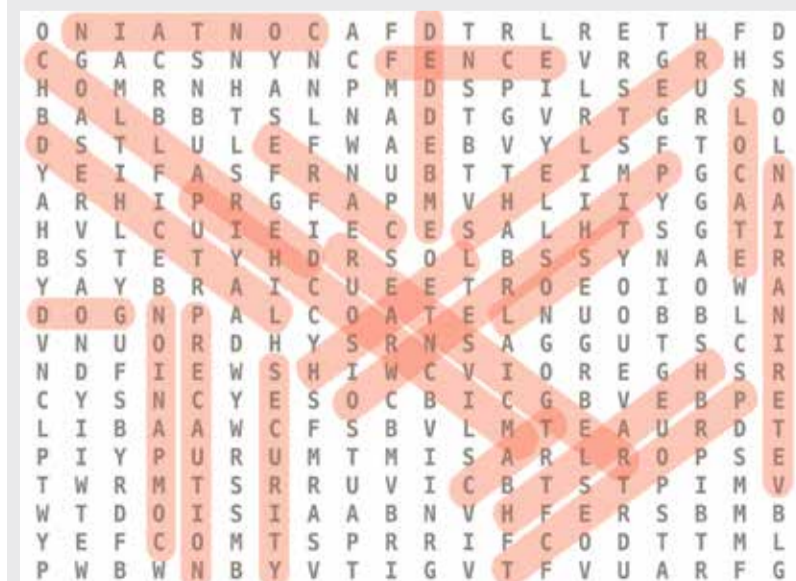 O N I A T N O C A F D T R L R E T H F D
C G A C S N Y N C F E N C E V R G R H S
H O M R N H A N P M D S P I L S E U S N
B A L B B T S L N A D T G V R T G R L O
D S T L U L E F W A E B V Y L S F T O L
Y E I F A S F R N U B T T E I M P G C N
A R H I P R G F A P M V H L I I Y G A A
H V L C U I E I E C E S A L H T S G T I
B S T E T Y H D R S O L B S S Y N A E R
Y A Y B R A I C U E E T R O E O I O W A
D O G N P A L C O A T E L N U O B B L N
V N U O R D H Y S R N S A G G U T S C I
N D F I E W S H I W C V I O R E G H S R
C Y S N C Y E S O C B I C G B V E B P E
L I B A A W C F S B V L M T E A U R D T
P I Y P U R U M T M I S A R L R O P S E
T W R M T S R R U V I C B T S T P I M V
W T D O I S I A A B N V H F E R S B M B
Y E F C O M T S P R R I F C O D T T M L
P W B W N B Y V T I G V T F V U A R F G